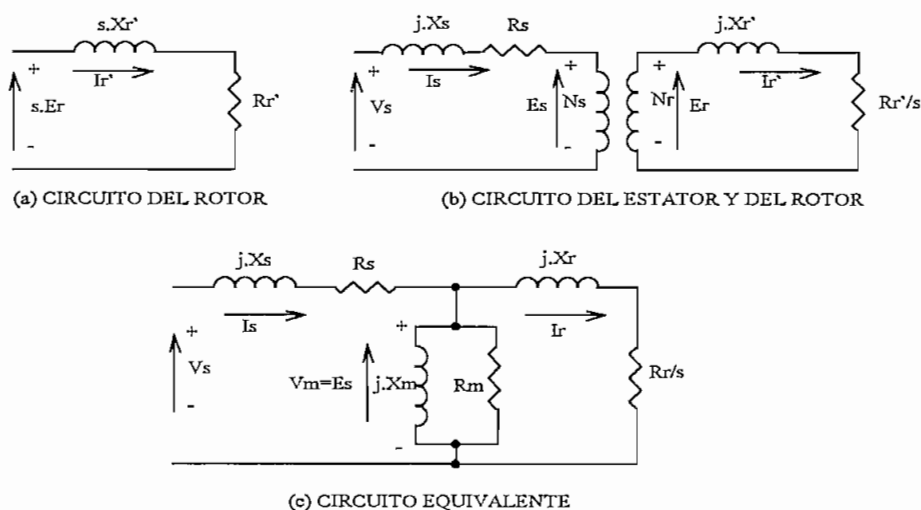 s.Xr'
+
Ir'
s.Er
Rr'
-
(a) CIRCUITO DEL ROTOR
j.Xs
Rs
j.Xr'
+
Is
+
+
Ir'
Vs
Es
Ns
Nr
Er
Rr'/s
-
-
-
(b) CIRCUITO DEL ESTATOR Y DEL ROTOR
j.Xs
Rs
j.Xr
Is
Ir
+
+
Vs
Vm=Es
j.Xm
Rm
Rr/s
-
-
(c) CIRCUITO EQUIVALENTE